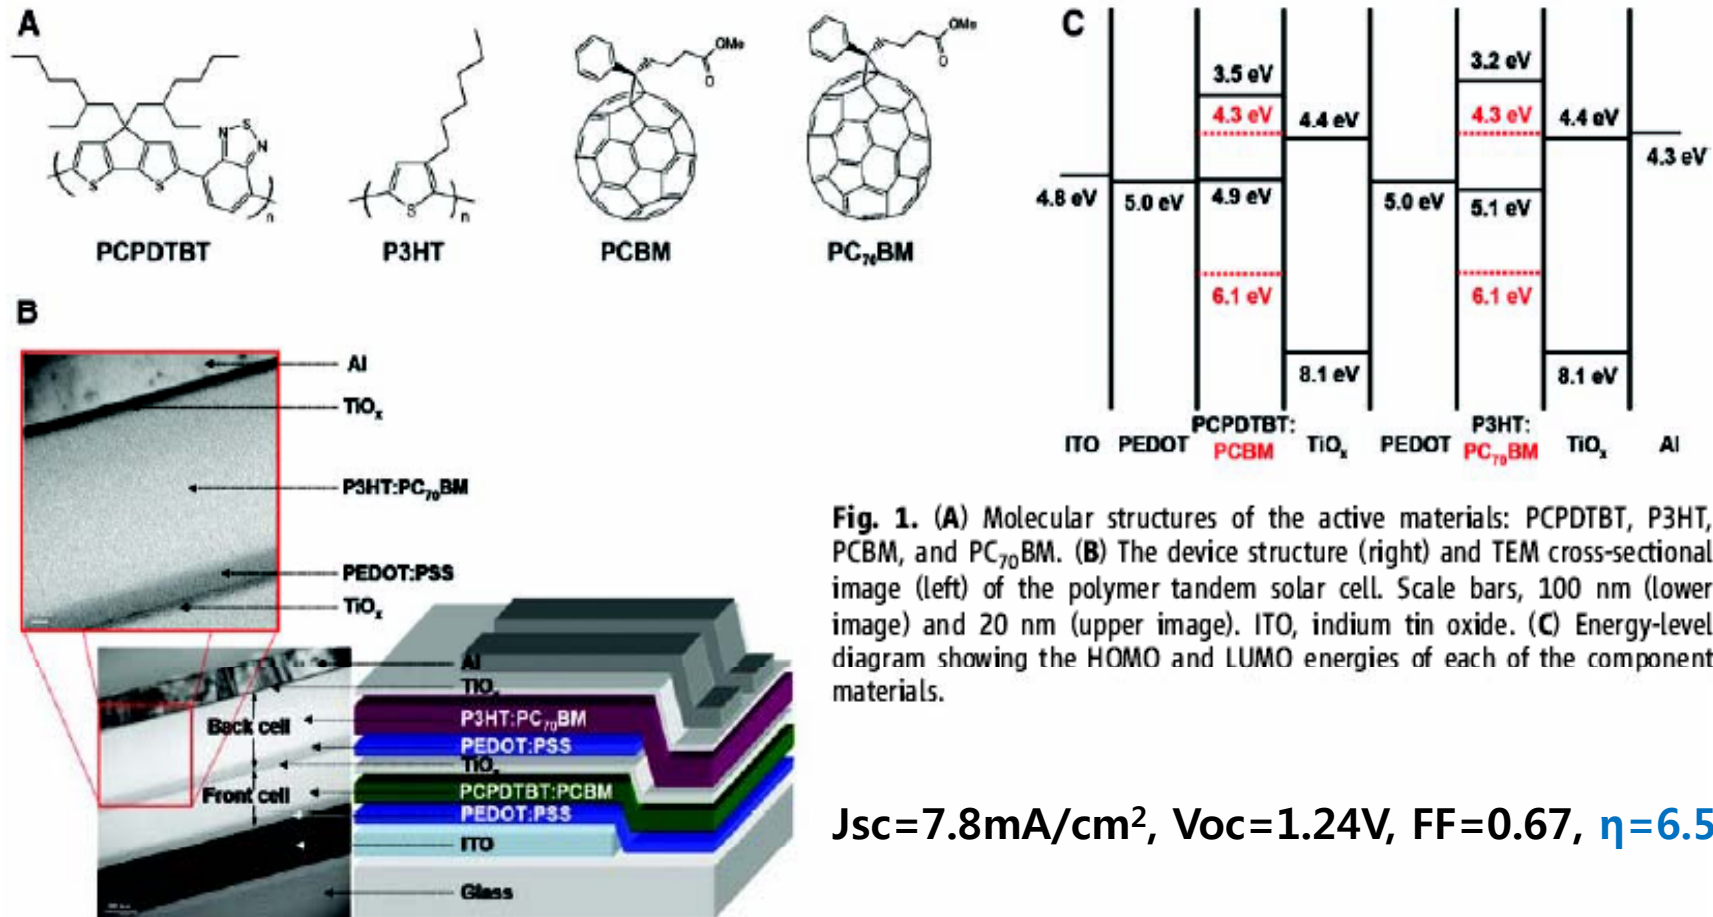 A
OMe
O
OMe
O
N
S
N
S
S
n
S
n
PCPDTBT
P3HT
PCBM
PC₇₀BM
B
Al
TiOₓ
P3HT:PC₇₀BM
PEDOT:PSS
TiOₓ
Al
TiOₓ
Back cell
P3HT:PC₇₀BM
PEDOT:PSS
TiOₓ
Front cell
PCPDTBT:PCBM
PEDOT:PSS
ITO
Glass
C
3.5 eV
3.2 eV
4.3 eV
4.4 eV
4.3 eV
4.4 eV
4.3 eV
4.8 eV
5.0 eV
4.9 eV
5.0 eV
5.1 eV
6.1 eV
6.1 eV
8.1 eV
8.1 eV
ITO
PEDOT
PCPDTBT:
PCBM
TiOₓ
PEDOT
P3HT:
PC₇₀BM
TiOₓ
Al
Fig. 1. (A) Molecular structures of the active materials: PCPDTBT, P3HT,
PCBM, and PC₇₀BM. (B) The device structure (right) and TEM cross-sectional
image (left) of the polymer tandem solar cell. Scale bars, 100 nm (lower
image) and 20 nm (upper image). ITO, indium tin oxide. (C) Energy-level
diagram showing the HOMO and LUMO energies of each of the component
materials.
Jsc=7.8mA/cm², Voc=1.24V, FF=0.67, η=6.5